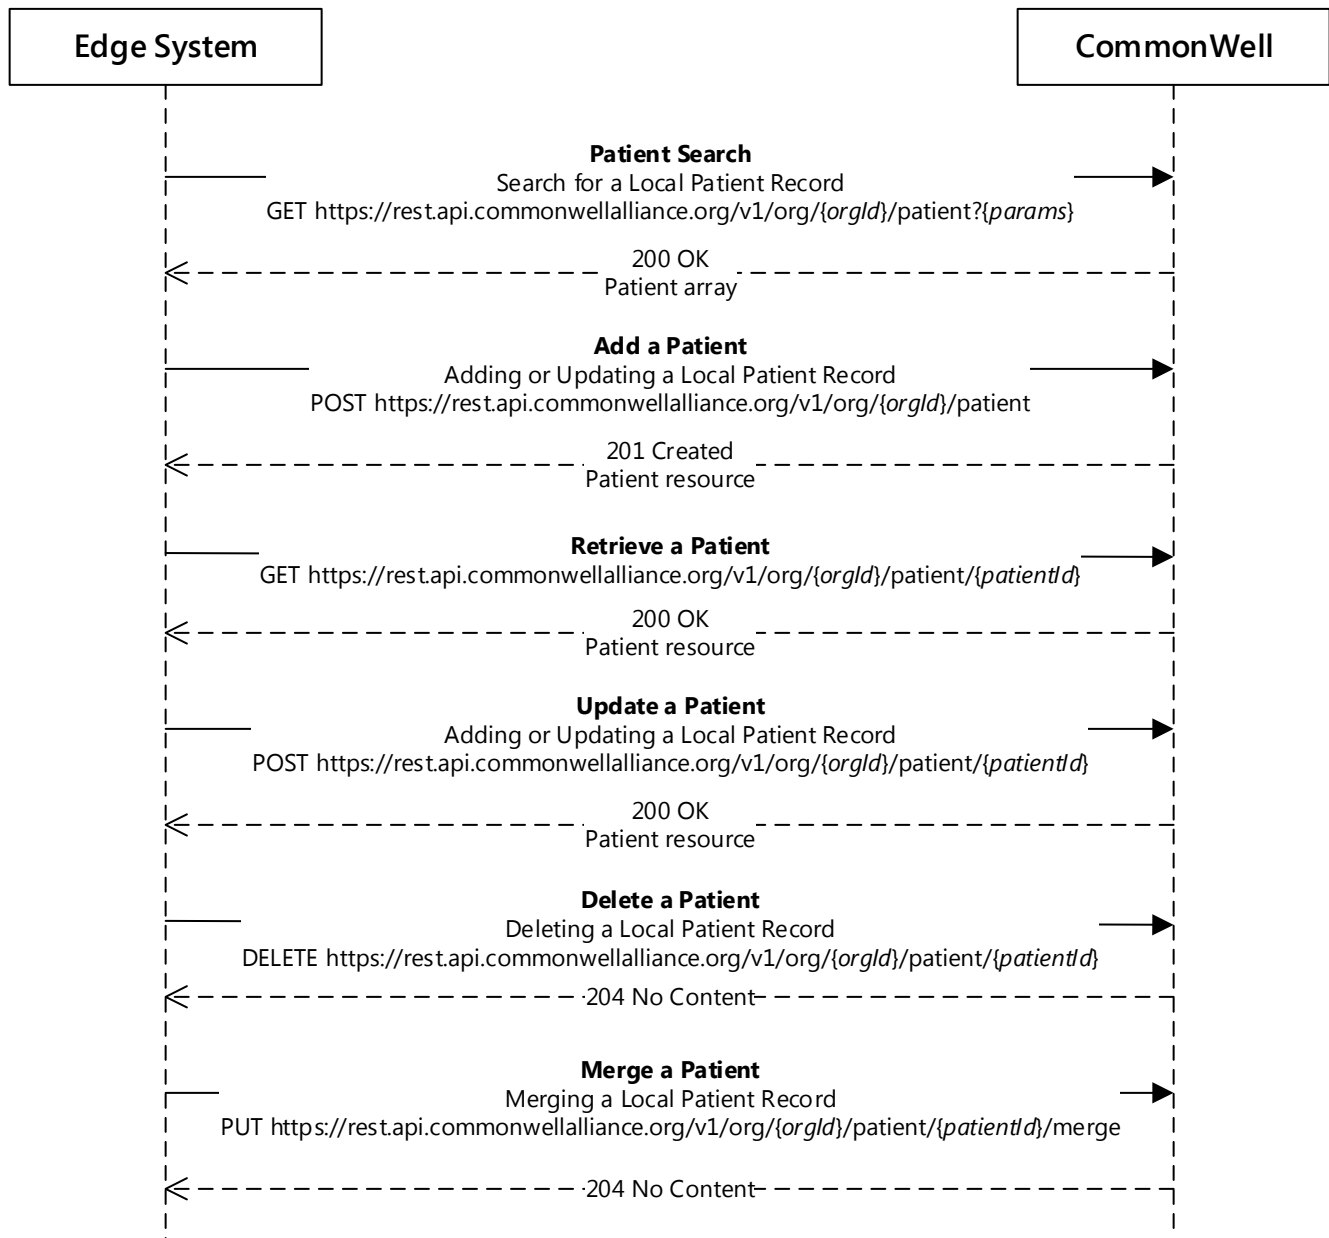 Edge System
CommonWell
Patient Search
Search for a Local Patient Record
GET https://rest.api.commonwellalliance.org/v1/org/{orgId}/patient?{params}
200 OK
Patient array
Add a Patient
Adding or Updating a Local Patient Record
POST https://rest.api.commonwellalliance.org/v1/org/{orgId}/patient
201 Created
Patient resource
Retrieve a Patient
GET https://rest.api.commonwellalliance.org/v1/org/{orgId}/patient/{patientId}
200 OK
Patient resource
Update a Patient
Adding or Updating a Local Patient Record
POST https://rest.api.commonwellalliance.org/v1/org/{orgId}/patient/{patientId}
200 OK
Patient resource
Delete a Patient
Deleting a Local Patient Record
DELETE https://rest.api.commonwellalliance.org/v1/org/{orgId}/patient/{patientId}
204 No Content
Merge a Patient
Merging a Local Patient Record
PUT https://rest.api.commonwellalliance.org/v1/org/{orgId}/patient/{patientId}/merge
204 No Content